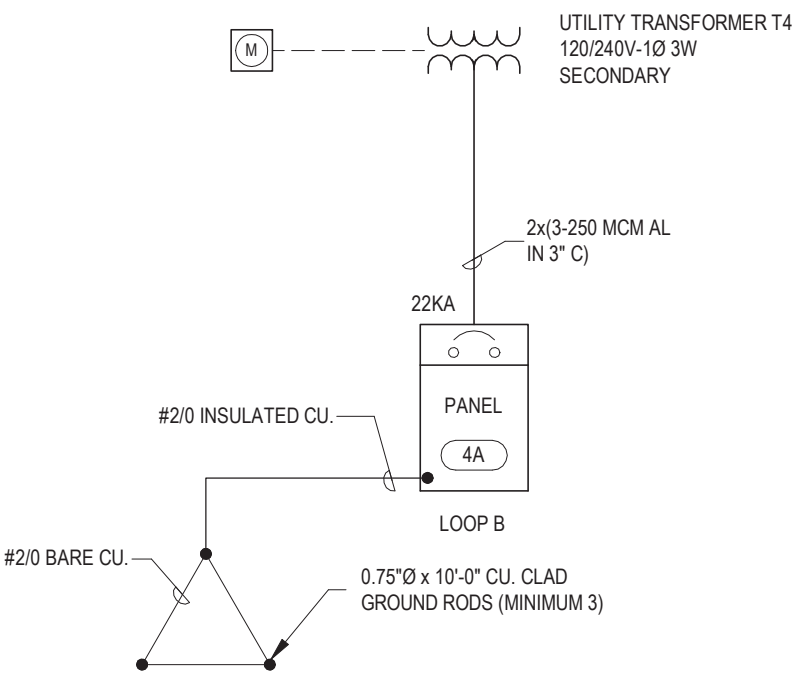 UTILITY TRANSFORMER T4
120/240V-1Ø 3W
SECONDARY
M
2x(3-250 MCM AL
IN 3" C)
22KA
PANEL
4A
#2/0 INSULATED CU.
LOOP B
#2/0 BARE CU.
0.75"Ø x 10'-0" CU. CLAD
GROUND RODS (MINIMUM 3)